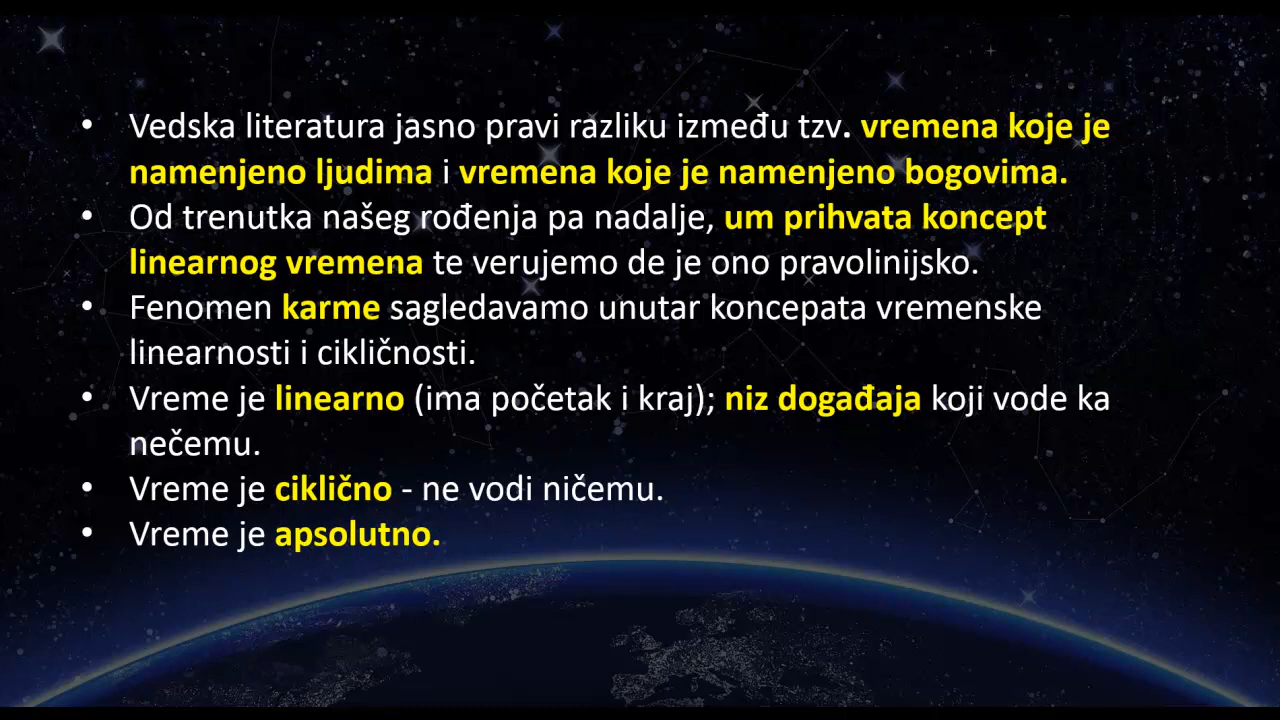 • Vedska literatura jasno pravi razliku između tzv. vremena koje je
namenjeno ljudima i vremena koje je namenjeno bogovima.
• Od trenutka našeg rođenja pa nadalje, um prihvata koncept
linearnog vremena te verujemo de je ono pravolinijsko.
• Fenomen karme sagledavamo unutar koncepata vremenske
linearnosti i cikličnosti.
• Vreme je linearno (ima početak i kraj); niz događaja koji vode ka
nečemu.
• Vreme je ciklično - ne vodi ničemu.
• Vreme je apsolutno.